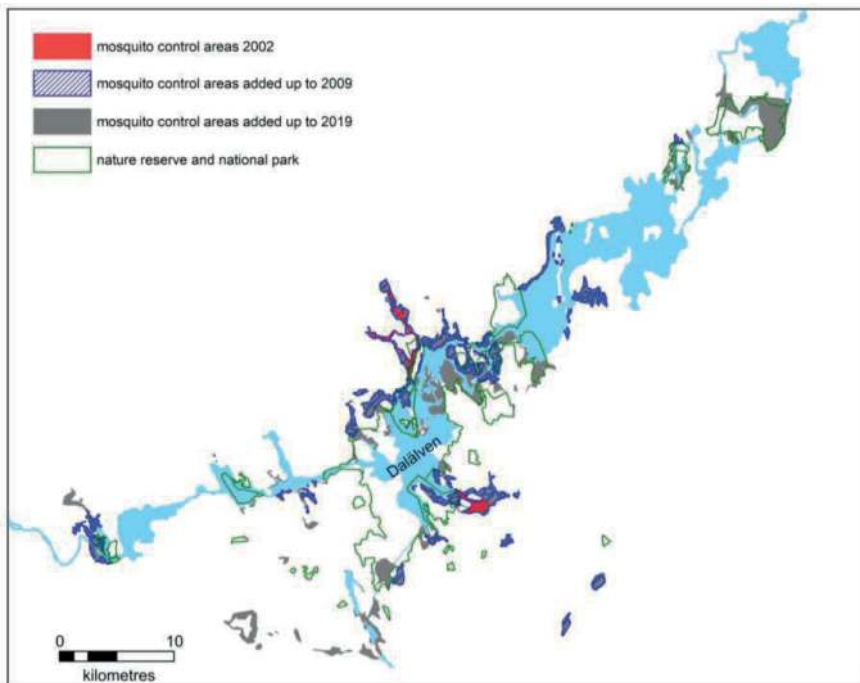 mosquito control areas 2002
mosquito control areas added up to 2009
mosquito control areas added up to 2019
nature reserve and national park
Dalälven
0 10
kilometres